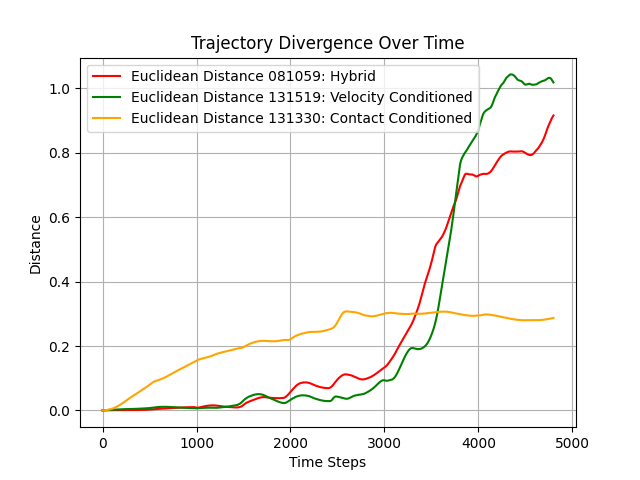 Trajectory Divergence Over Time
Euclidean Distance 081059: Hybrid
Euclidean Distance 131519: Velocity Conditioned
Euclidean Distance 131330: Contact Conditioned
Distance
1.0
0.8
0.6
0.4
0.2
0.0
0 1000 2000 3000 4000 5000
Time Steps